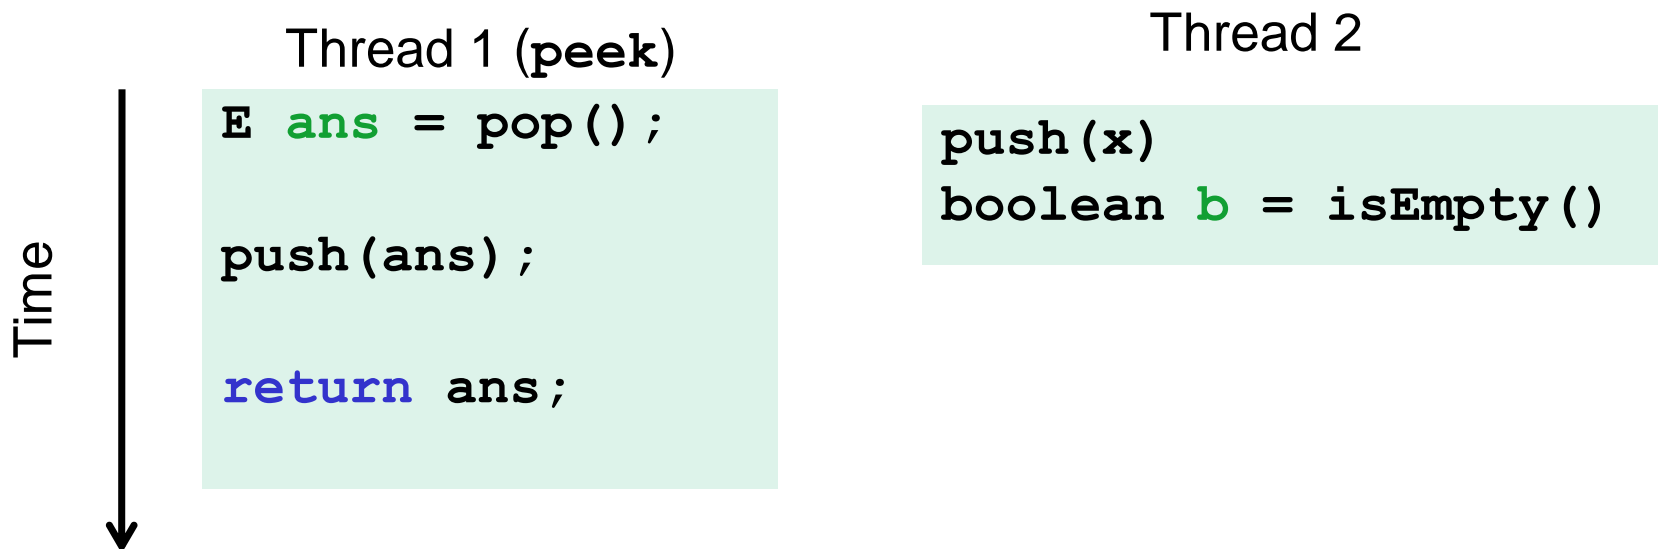 Thread 1 (peek)
E ans = pop();
push(ans);
return ans;
Time
Thread 2
push(x)
boolean b = isEmpty()